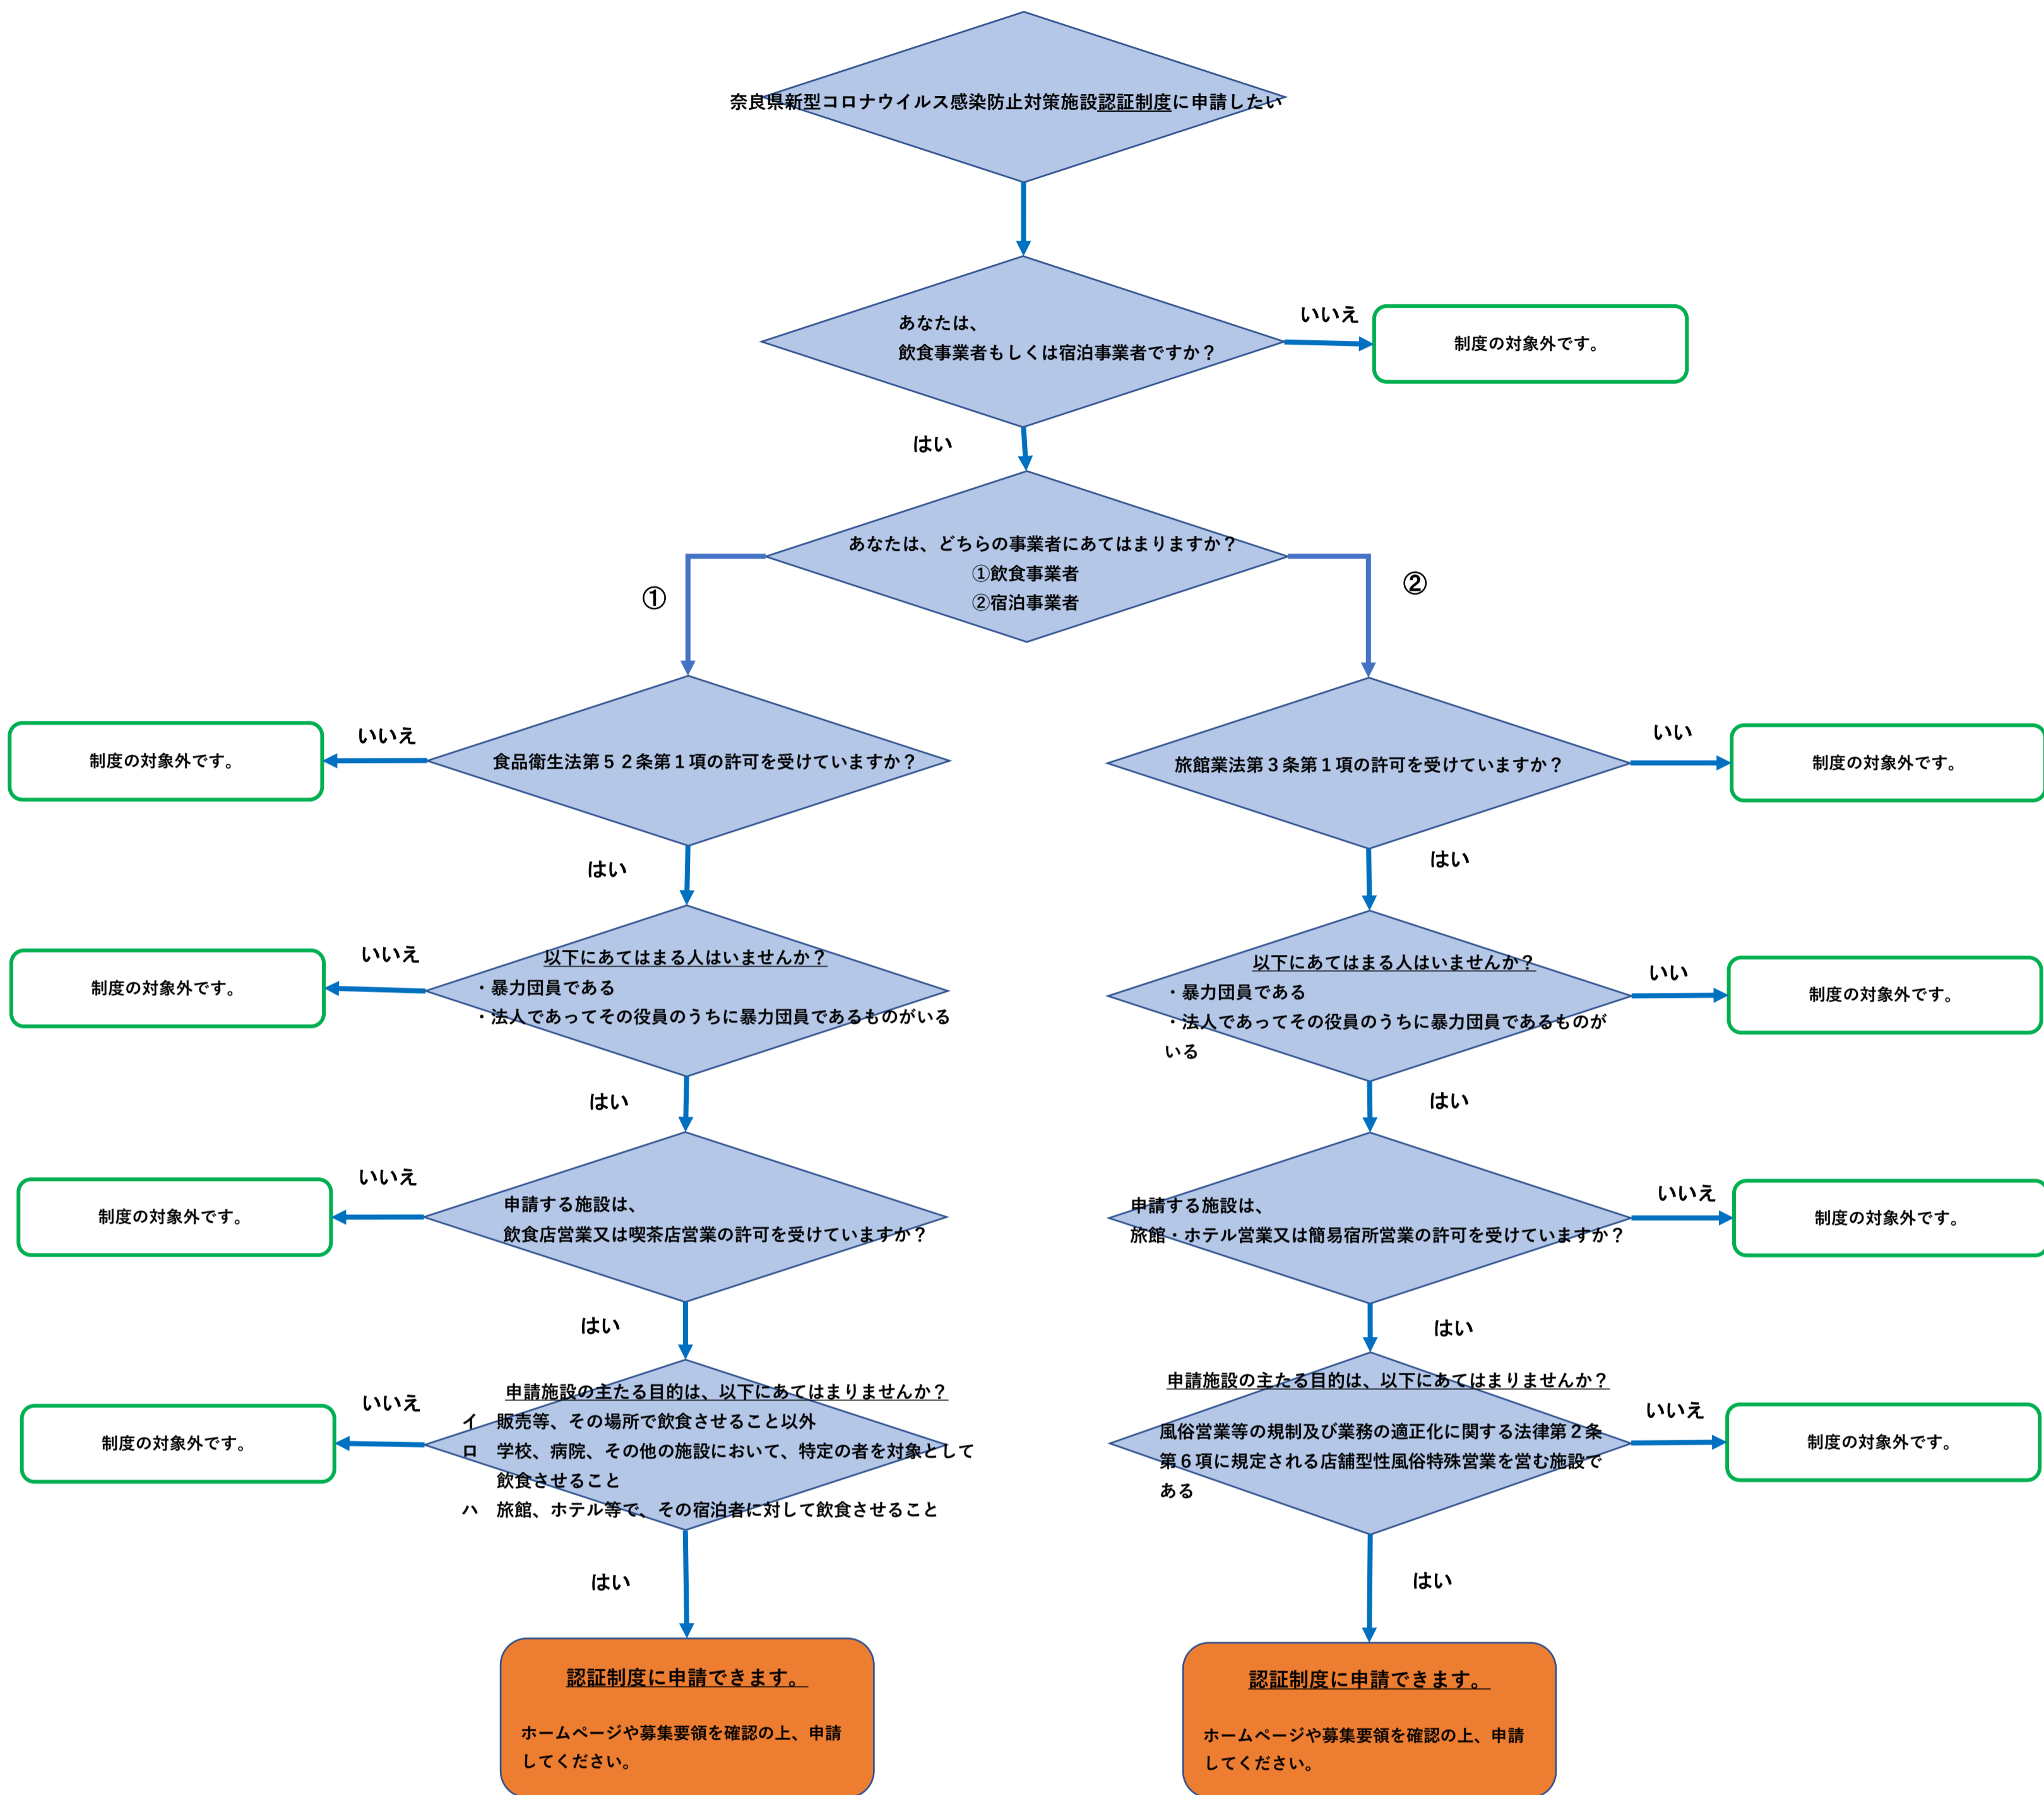 奈良県新型コロナウイルス感染防止対策施設認証制度に申請したい
あなたは、
飲食事業者もしくは宿泊事業者ですか？
いいえ
制度の対象外です。
はい
あなたは、どちらの事業者にあてはまりますか？
①飲食事業者
②宿泊事業者
①
②
制度の対象外です。
いいえ
食品衛生法第５２条第１項の許可を受けていますか？
旅館業法第３条第１項の許可を受けていますか？
いい
制度の対象外です。
はい
はい
制度の対象外です。
いいえ
以下にあてはまる人はいませんか？
・暴力団員である
・法人であってその役員のうちに暴力団員であるものがいる
以下にあてはまる人はいませんか？
・暴力団員である
・法人であってその役員のうちに暴力団員であるものが
いる
いい
制度の対象外です。
はい
はい
制度の対象外です。
いいえ
申請する施設は、
飲食店営業又は喫茶店営業の許可を受けていますか？
申請する施設は、
旅館・ホテル営業又は簡易宿所営業の許可を受けていますか？
いいえ
制度の対象外です。
はい
はい
制度の対象外です。
いいえ
申請施設の主たる目的は、以下にあてはまりませんか？
イ　販売等、その場所で飲食させること以外
ロ　学校、病院、その他の施設において、特定の者を対象として
飲食させること
ハ　旅館、ホテル等で、その宿泊者に対して飲食させること
申請施設の主たる目的は、以下にあてはまりませんか？
風俗営業等の規制及び業務の適正化に関する法律第２条
第６項に規定される店舗型性風俗特殊営業を営む施設で
ある
いいえ
制度の対象外です。
はい
はい
認証制度に申請できます。
ホームページや募集要領を確認の上、申請
してください。
認証制度に申請できます。
ホームページや募集要領を確認の上、申請
してください。